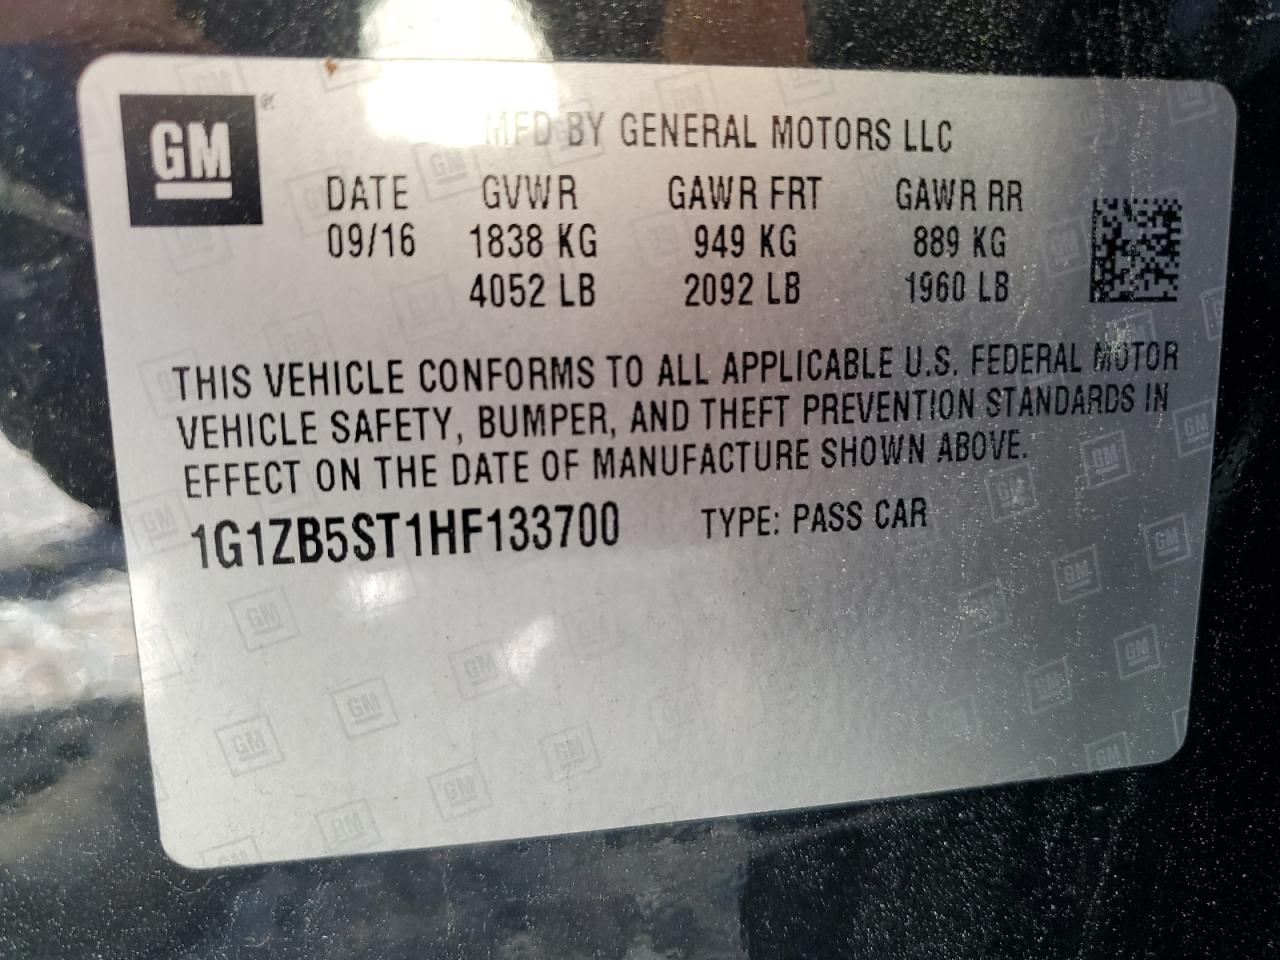 GM ®
MFD BY GENERAL MOTORS LLC
DATE GVWR GAWR FRT GAWR RR
09/16 1838 KG 949 KG 889 KG
4052 LB 2092 LB 1960 LB
THIS VEHICLE CONFORMS TO ALL APPLICABLE U.S. FEDERAL MOTOR
VEHICLE SAFETY, BUMPER, AND THEFT PREVENTION STANDARDS IN
EFFECT ON THE DATE OF MANUFACTURE SHOWN ABOVE.
1G1ZB5ST1HF133700 TYPE: PASS CAR